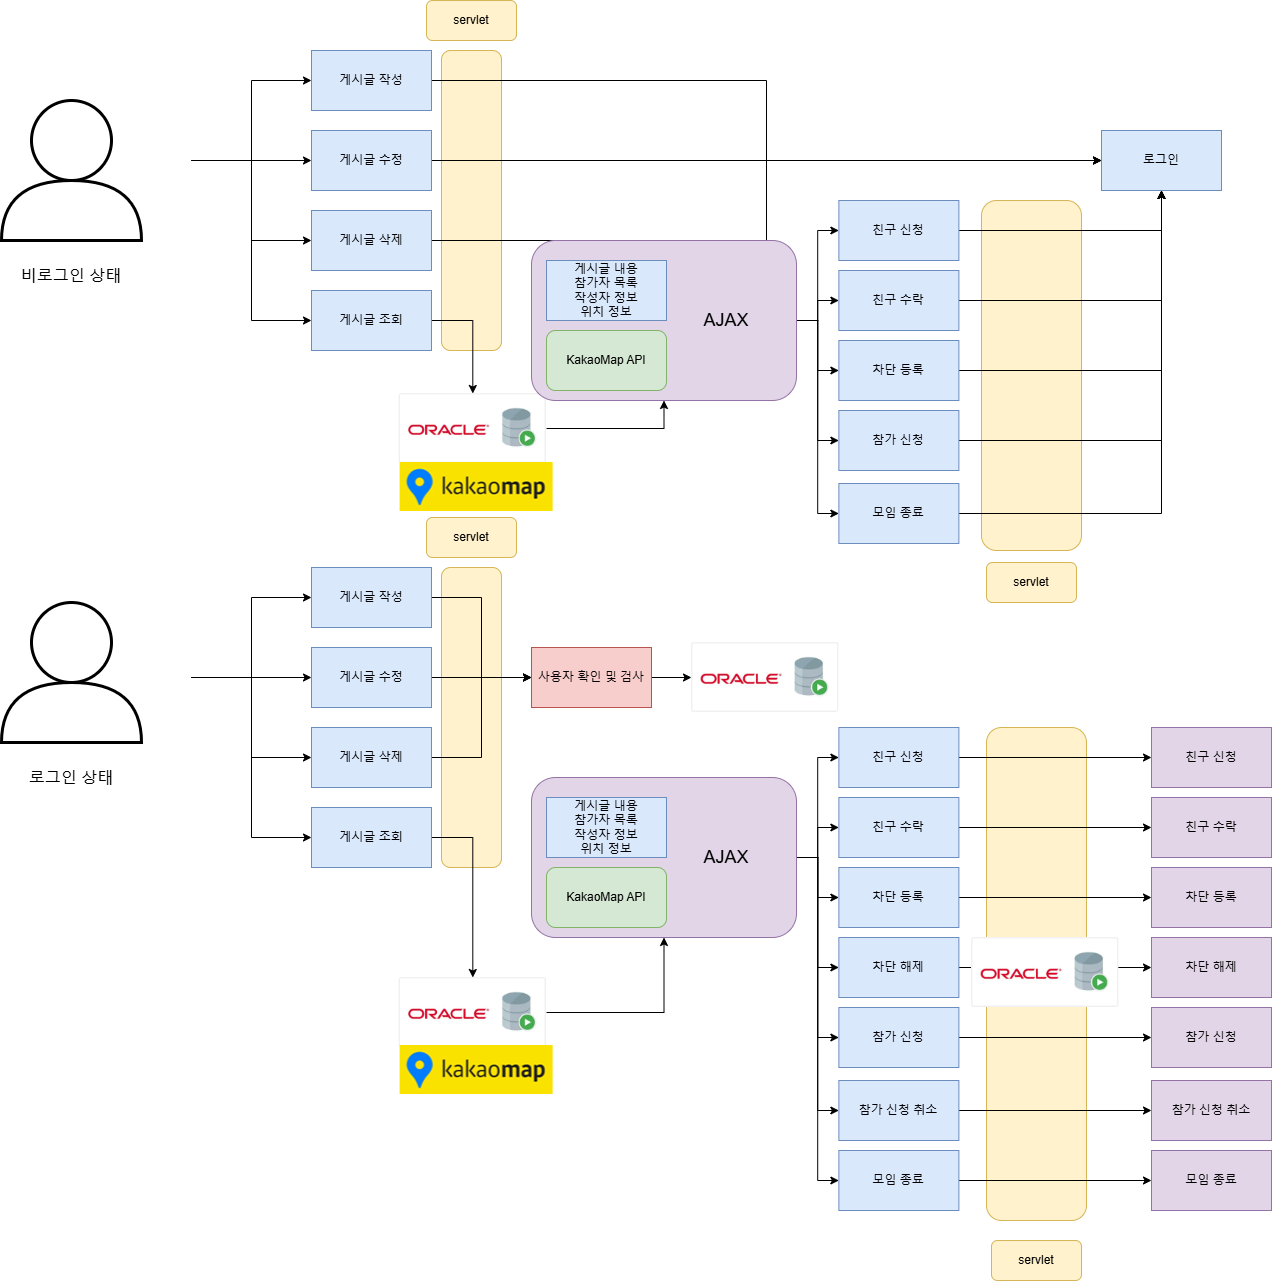 servlet
게시글 작성
게시글 수정
로그인
게시글 삭제
친구 신청
비로그인 상태
게시글 내용
참가자 목록
작성자 정보
위치 정보
AJAX
친구 수락
게시글 조회
KakaoMap API
차단 등록
ORACLE
참가 신청
kakaomap
모임 종료
servlet
servlet
게시글 작성
게시글 수정
사용자 확인 및 검사
ORACLE
게시글 삭제
로그인 상태
친구 신청
친구 신청
게시글 내용
참가자 목록
작성자 정보
위치 정보
AJAX
친구 수락
친구 수락
게시글 조회
KakaoMap API
차단 등록
차단 등록
차단 해제
ORACLE
차단 해제
ORACLE
참가 신청
참가 신청
kakaomap
참가 신청 취소
참가 신청 취소
모임 종료
모임 종료
servlet